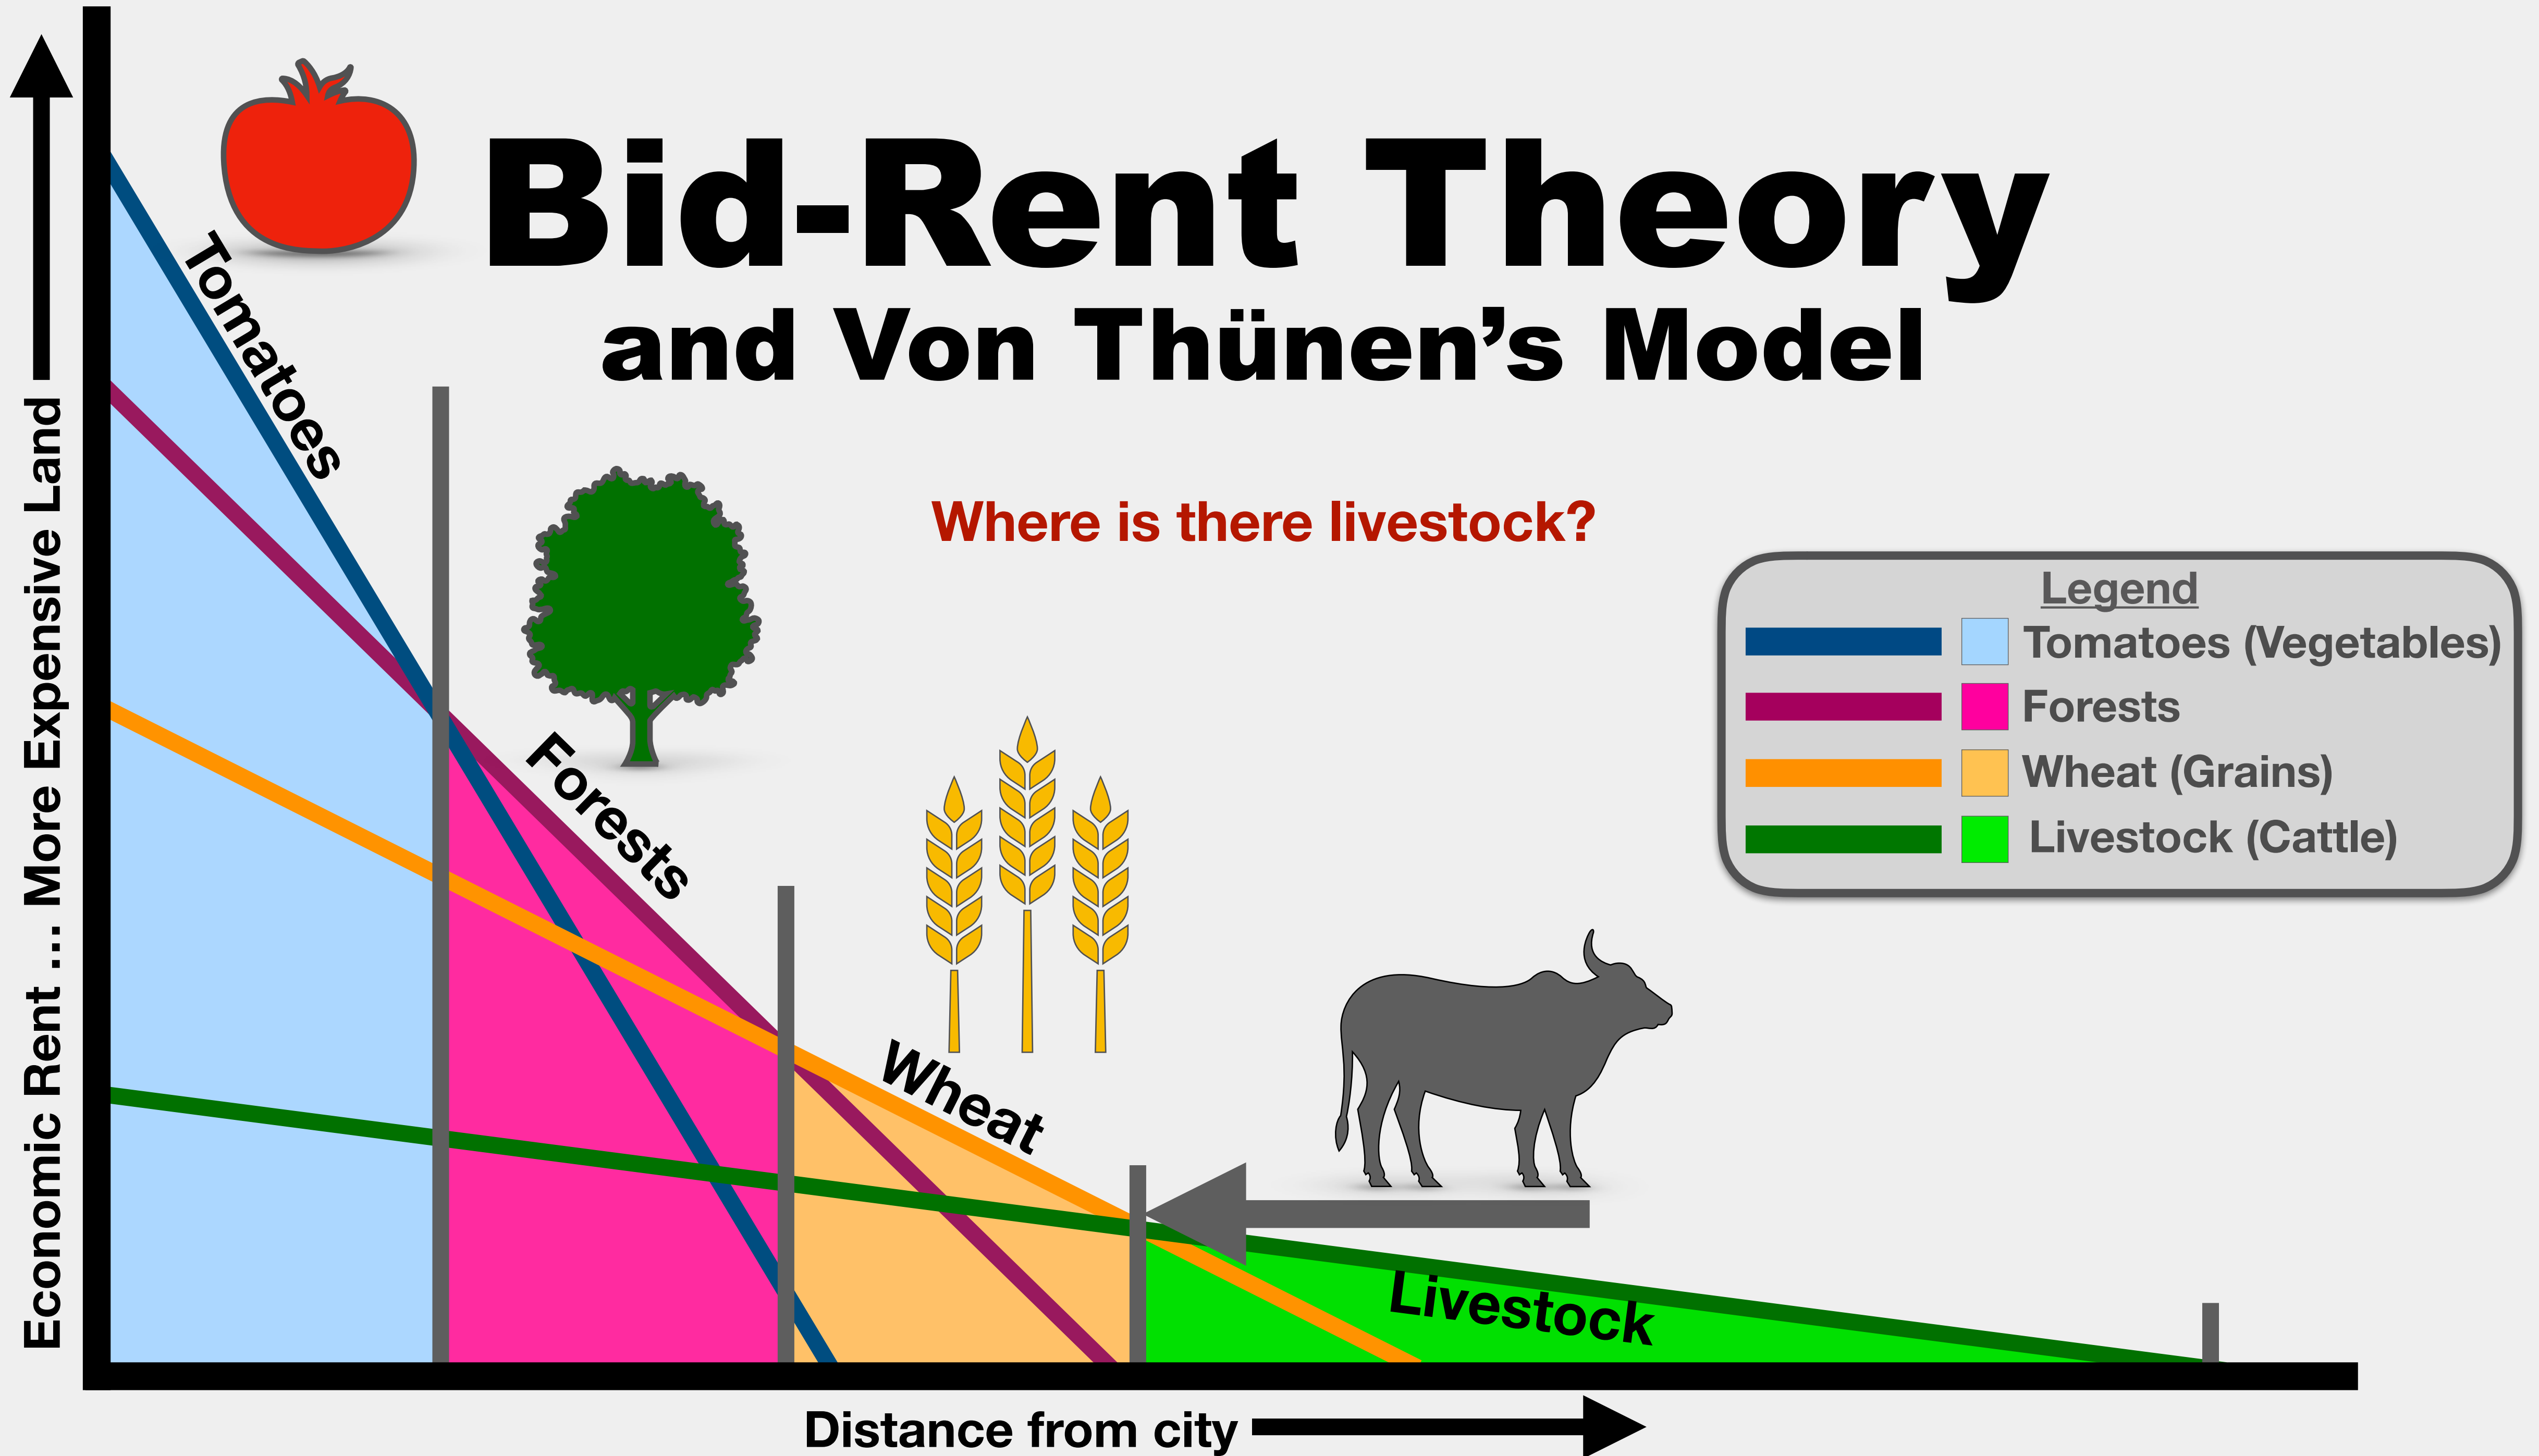 Bid-Rent Theory
and Von Thünen’s Model
Where is there livestock?
Economic Rent ... More Expensive Land
Tomatoes
Forests
Wheat
Livestock
Legend
Tomatoes (Vegetables)
Forests
Wheat (Grains)
Livestock (Cattle)
Distance from city